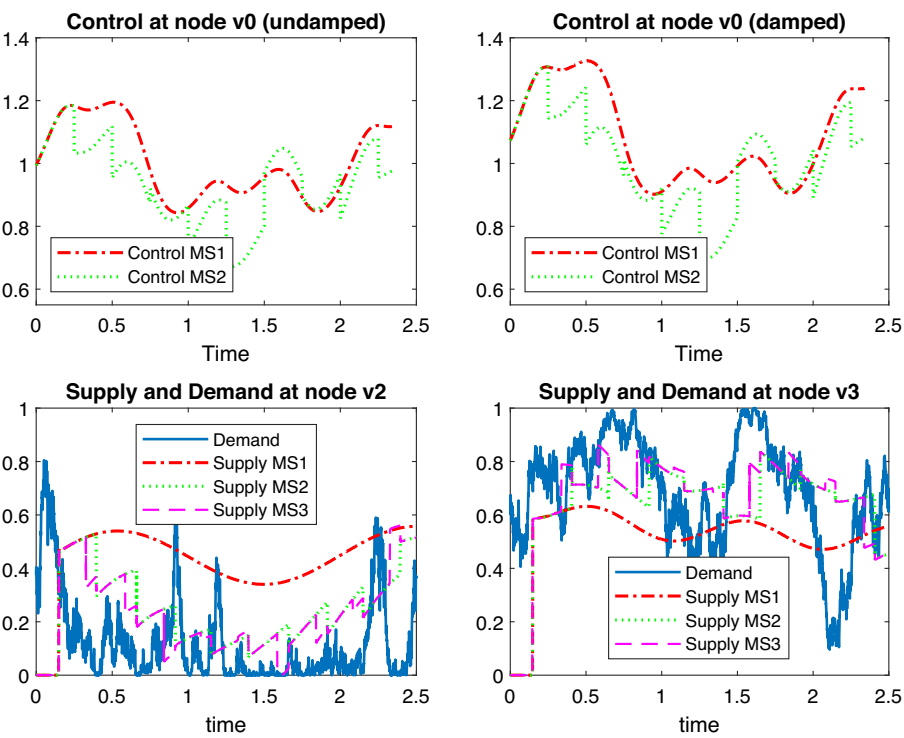 Control at node v0 (undamped)
1.4
1.2
1
0.8
0.6
Control MS1
Control MS2
0
0.5
1
1.5
2
2.5
Time
Control at node v0 (damped)
1.4
1.2
1
0.8
0.6
Control MS1
Control MS2
0
0.5
1
1.5
2
2.5
Time
Supply and Demand at node v2
1
0.8
0.6
0.4
0.2
0
Demand
Supply MS1
Supply MS2
Supply MS3
0
0.5
1
1.5
2
2.5
time
Supply and Demand at node v3
1
0.8
0.6
0.4
0.2
0
Demand
Supply MS1
Supply MS2
Supply MS3
0
0.5
1
1.5
2
2.5
time